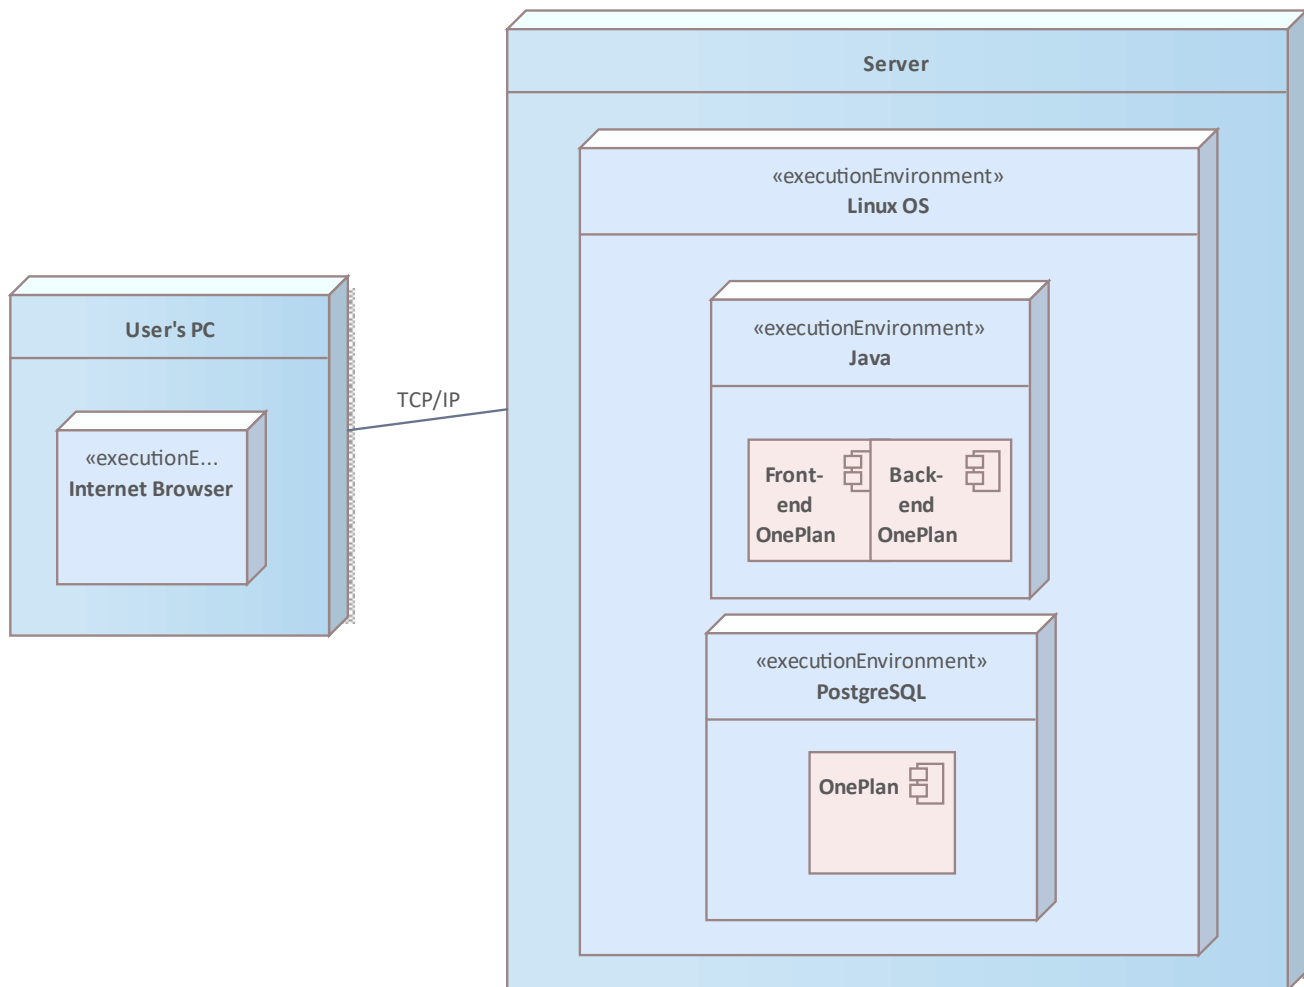 Server
«executionEnvironment»
Linux OS
«executionEnvironment»
Java
Front-
end
OnePlan
Back-
end
OnePlan
«executionEnvironment»
PostgreSQL
OnePlan
User's PC
«executionE...
Internet Browser
TCP/IP